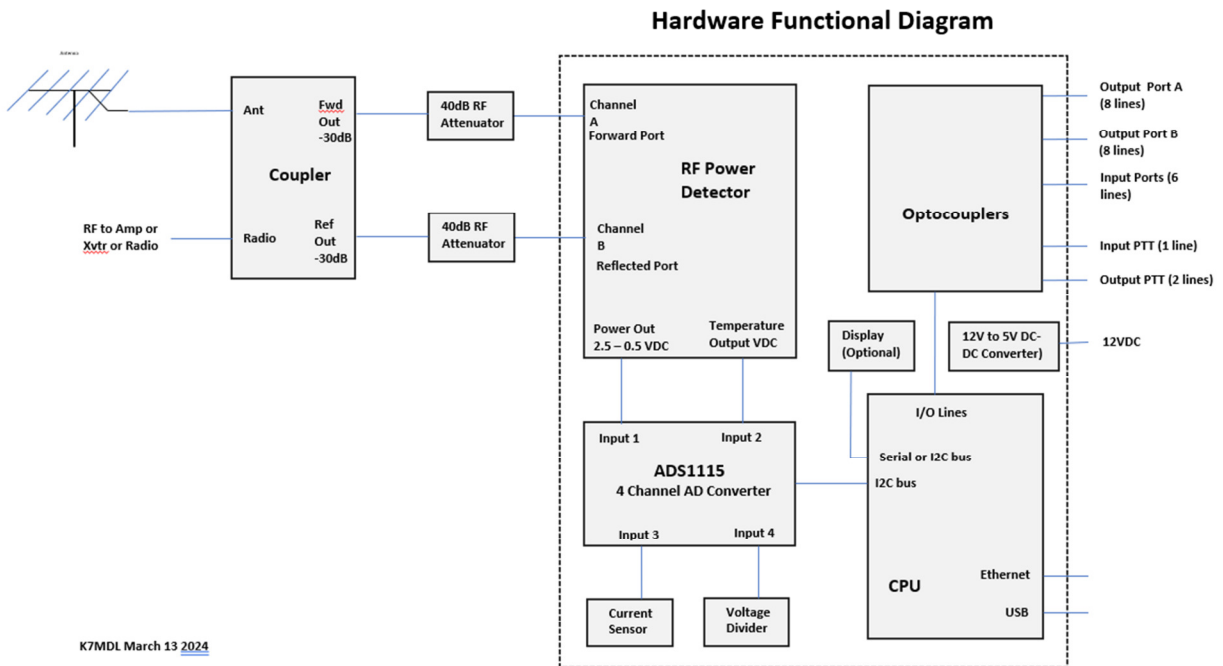 Hardware Functional Diagram
Antenna
Ant
Fwd
Out
-30dB
Coupler
Radio
Ref
Out
-30dB
RF to Amp or
Xvtr or Radio
40dB RF
Attenuator
40dB RF
Attenuator
Channel
A
Forward Port
RF Power
Detector
Channel
B
Reflected Port
Power Out
2.5 – 0.5 VDC
Temperature
Output VDC
Optocouplers
Output Port A
(8 lines)
Output Port B
(8 lines)
Input Ports (6
lines)
Input PTT (1 line)
Output PTT (2 lines)
Display
(Optional)
12V to 5V DC-
DC Converter)
12VDC
Input 1
Input 2
ADS1115
4 Channel AD Converter
Input 3
Input 4
I/O Lines
Serial or I2C bus
I2C bus
Ethernet
CPU
USB
Current
Sensor
Voltage
Divider
K7MDL March 13 2024